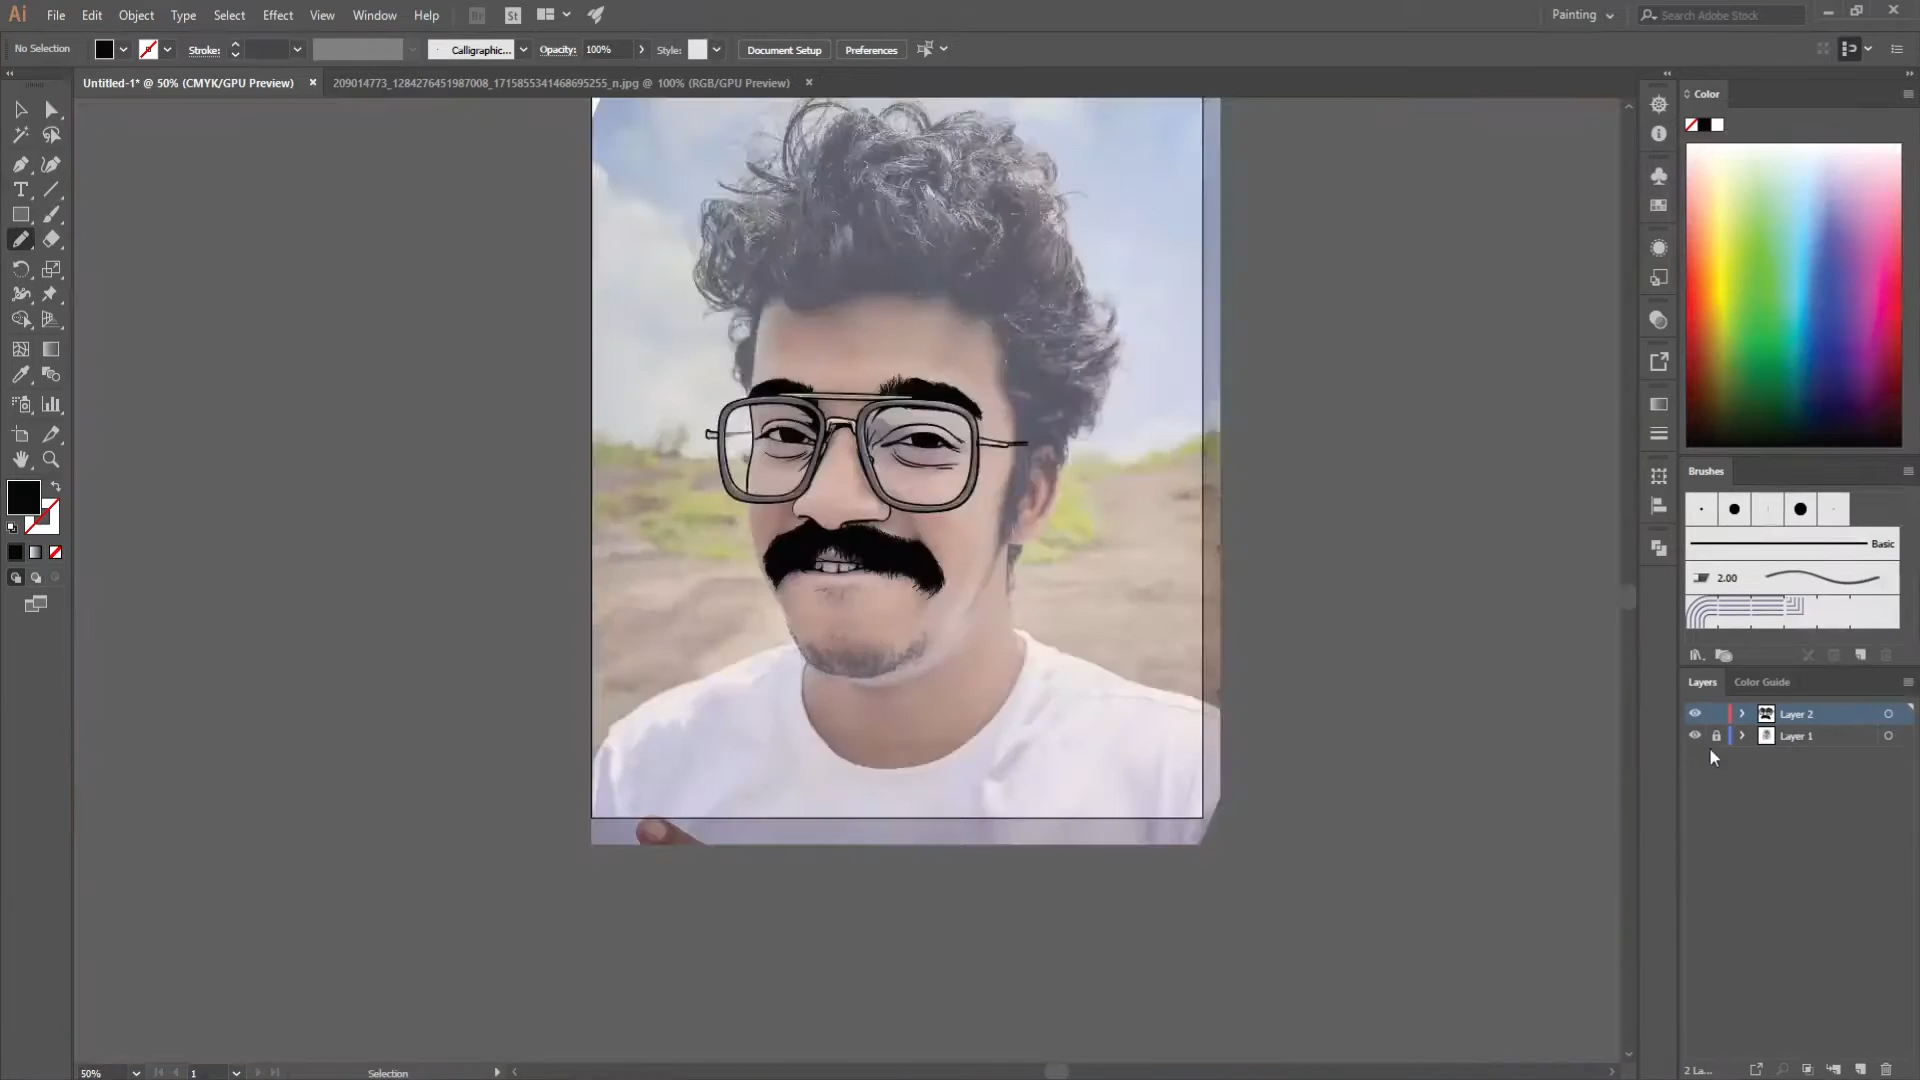 Ai File Edit Object Type Select Effect View Window Help Br St Painting Search Adobe Stock
No Selection Stroke: Calligraphic... Opacity: 100% Style: Document Setup Preferences
Untitled-1* @ 50% (CMYK/GPU Preview) × 209014773_1284276451987008_1715855341468695255_n.jpg @ 100% (RGB/GPU Preview) ×
Color
Brushes
Basic
2.00
Layers Color Guide
Layer 2
Layer 1
50% 1 Selection 2 La...